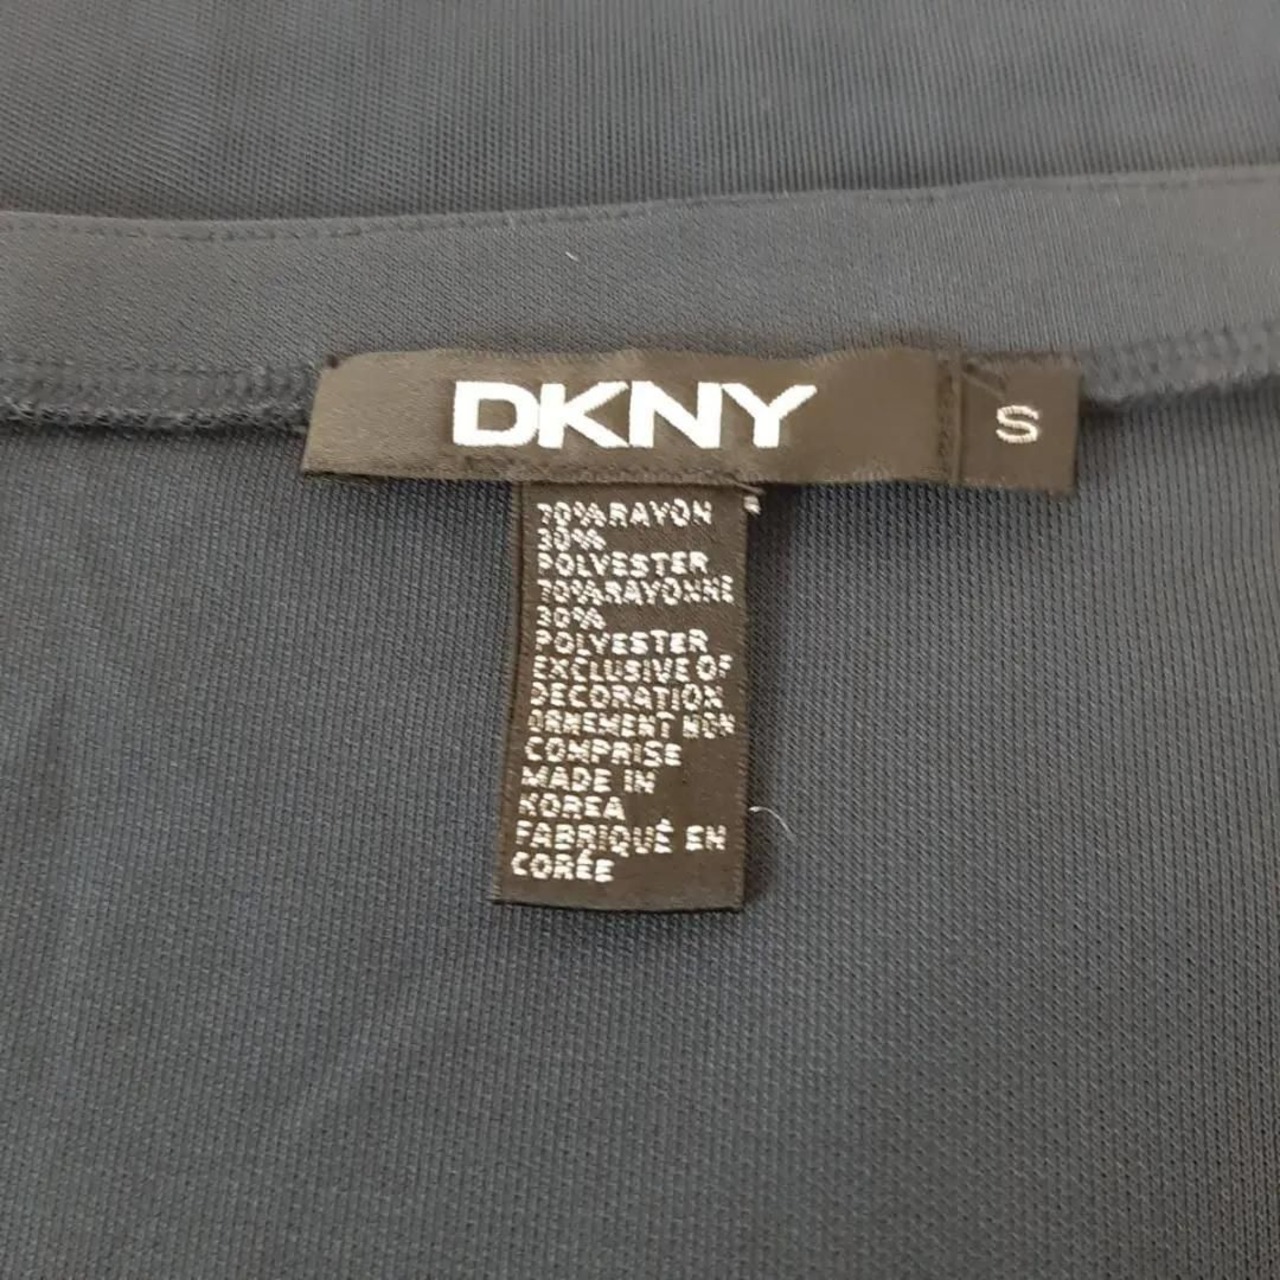 DKNY
S
70% RAYON
30%
POLYESTER
70% RAYONNE
30%
POLYESTER
EXCLUSIVE OF
DECORATION
ORNEMENT NON
COMPRISE
MADE IN
KOREA
FABRIQUÉ EN
CORÉE